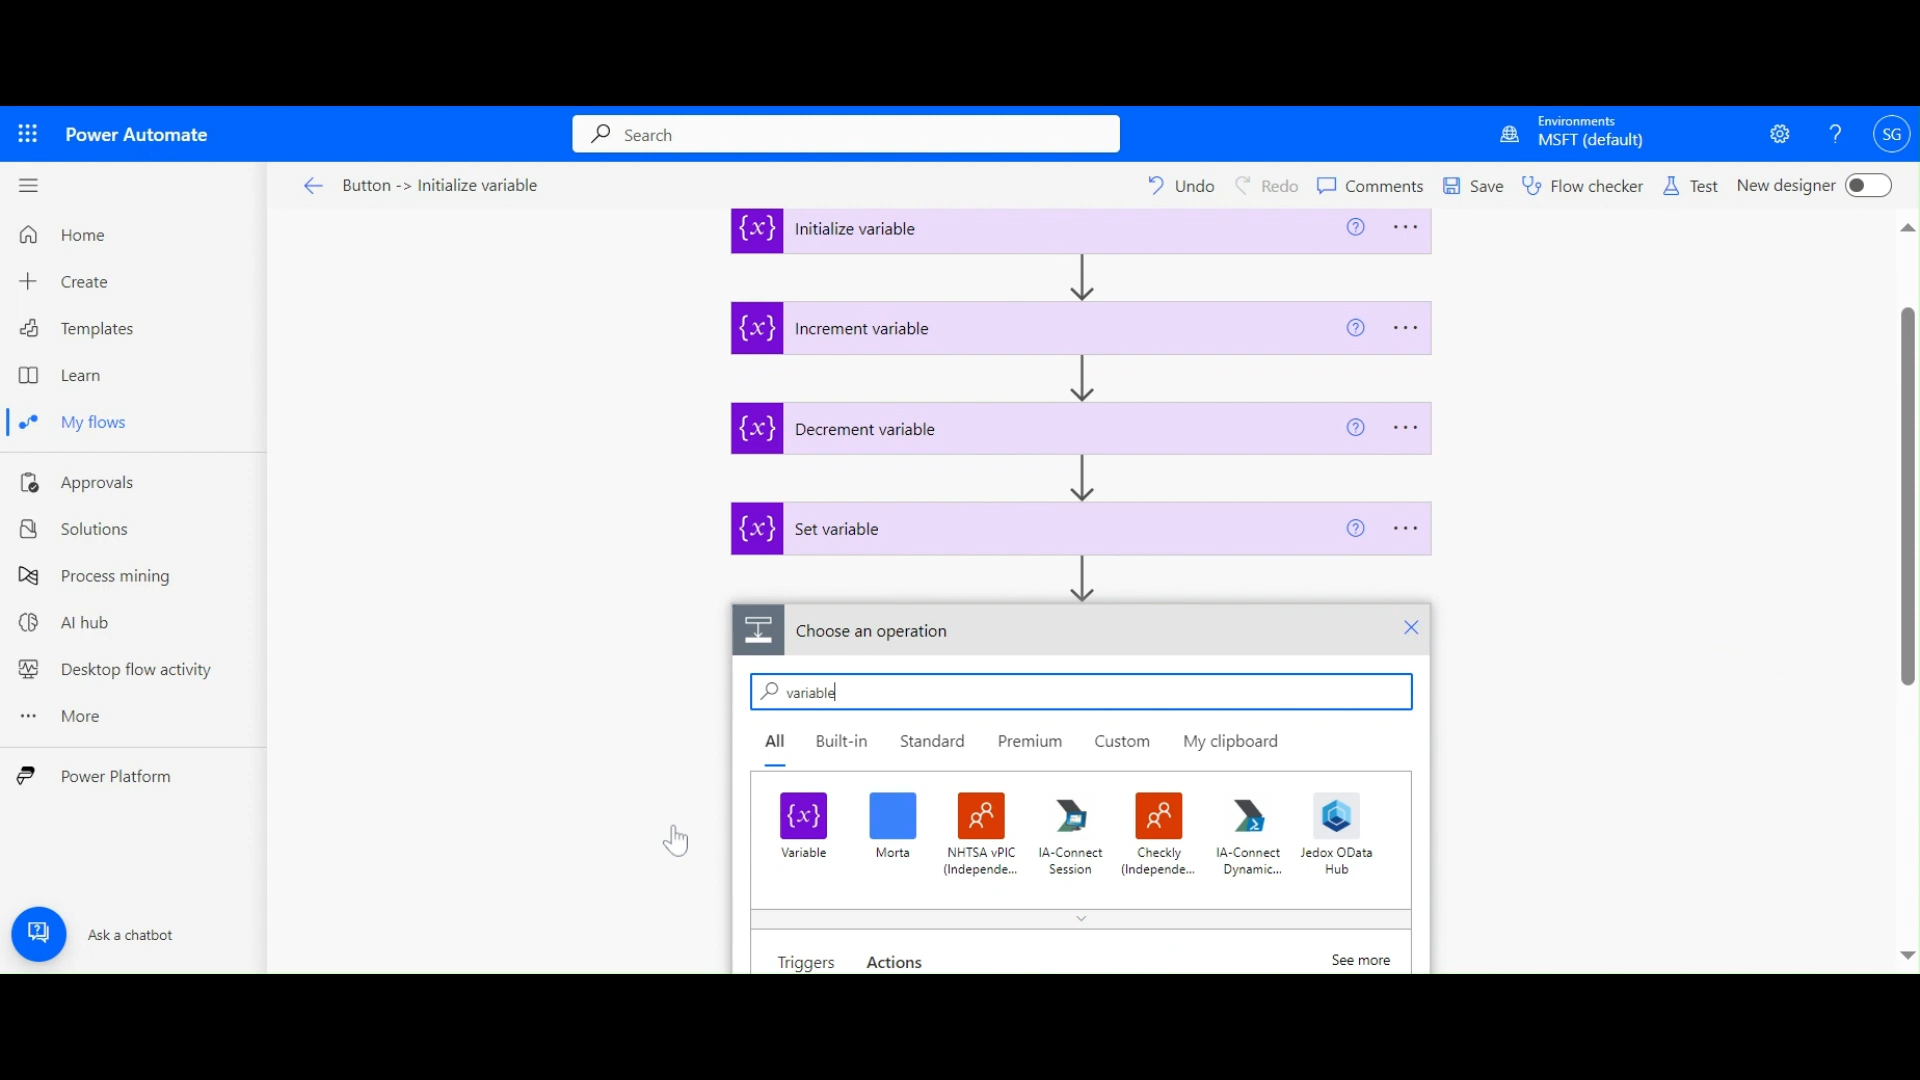 Power Automate
Search
Environments
MSFT (default)
?
SG
Button -> Initialize variable
Undo
Redo
Comments
Save
Flow checker
Test
New designer
Home
Create
Templates
Learn
My flows
Approvals
Solutions
Process mining
AI hub
Desktop flow activity
More
Power Platform
Ask a chatbot
{x} Initialize variable ? ...
{x} Increment variable ? ...
{x} Decrement variable ? ...
{x} Set variable ? ...
Choose an operation
variable
All Built-in Standard Premium Custom My clipboard
{x}
Variable
Morta
NHTSA vPIC
(Independe...
IA-Connect
Session
Checkly
(Independe...
IA-Connect
Dynamic...
Jedox OData
Hub
Triggers Actions See more